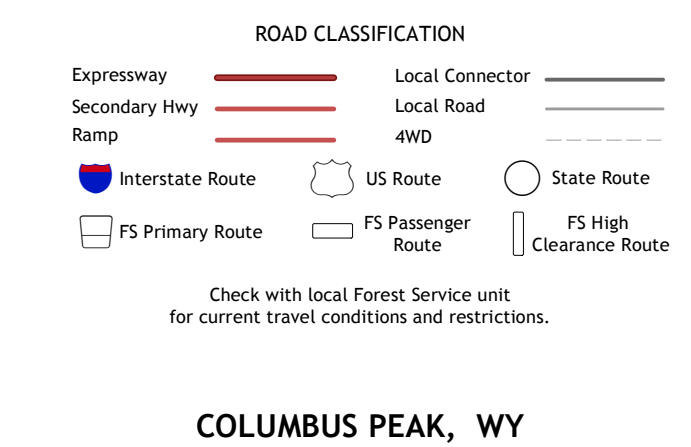 ROAD CLASSIFICATION
Expressway
Local Connector
Secondary Hwy
Local Road
Ramp
4WD
Interstate Route
US Route
State Route
FS Primary Route
FS Passenger
Route
FS High
Clearance Route
Check with local Forest Service unit
for current travel conditions and restrictions.
COLUMBUS PEAK, WY